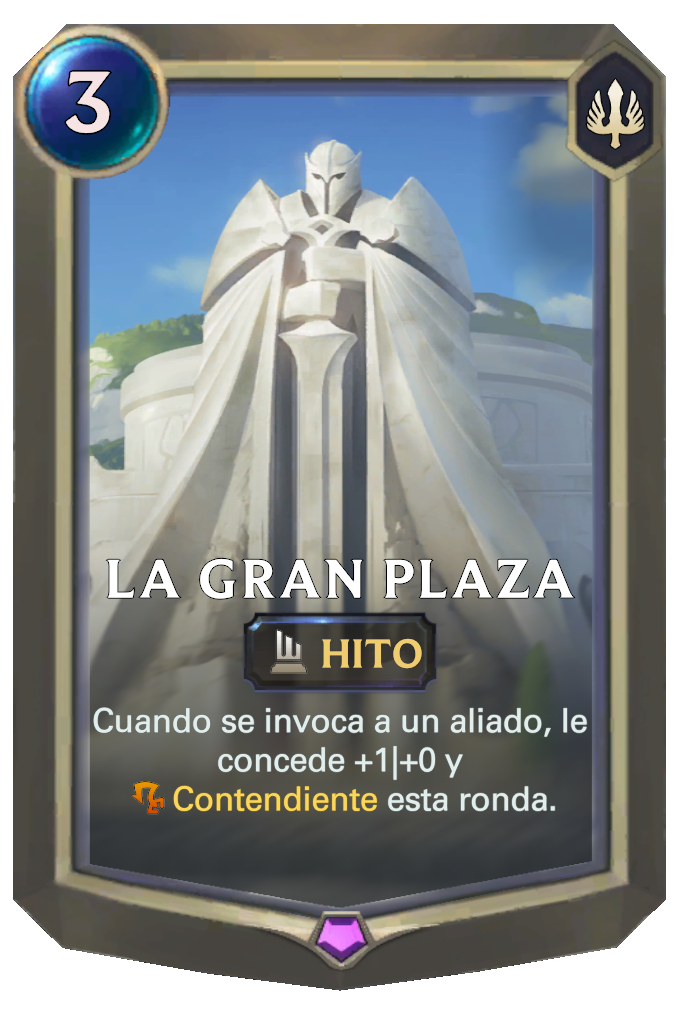 3
LA GRAN PLAZA
HITO
Cuando se invoca a un aliado, le
concede +1|+0 y
Contendiente esta ronda.